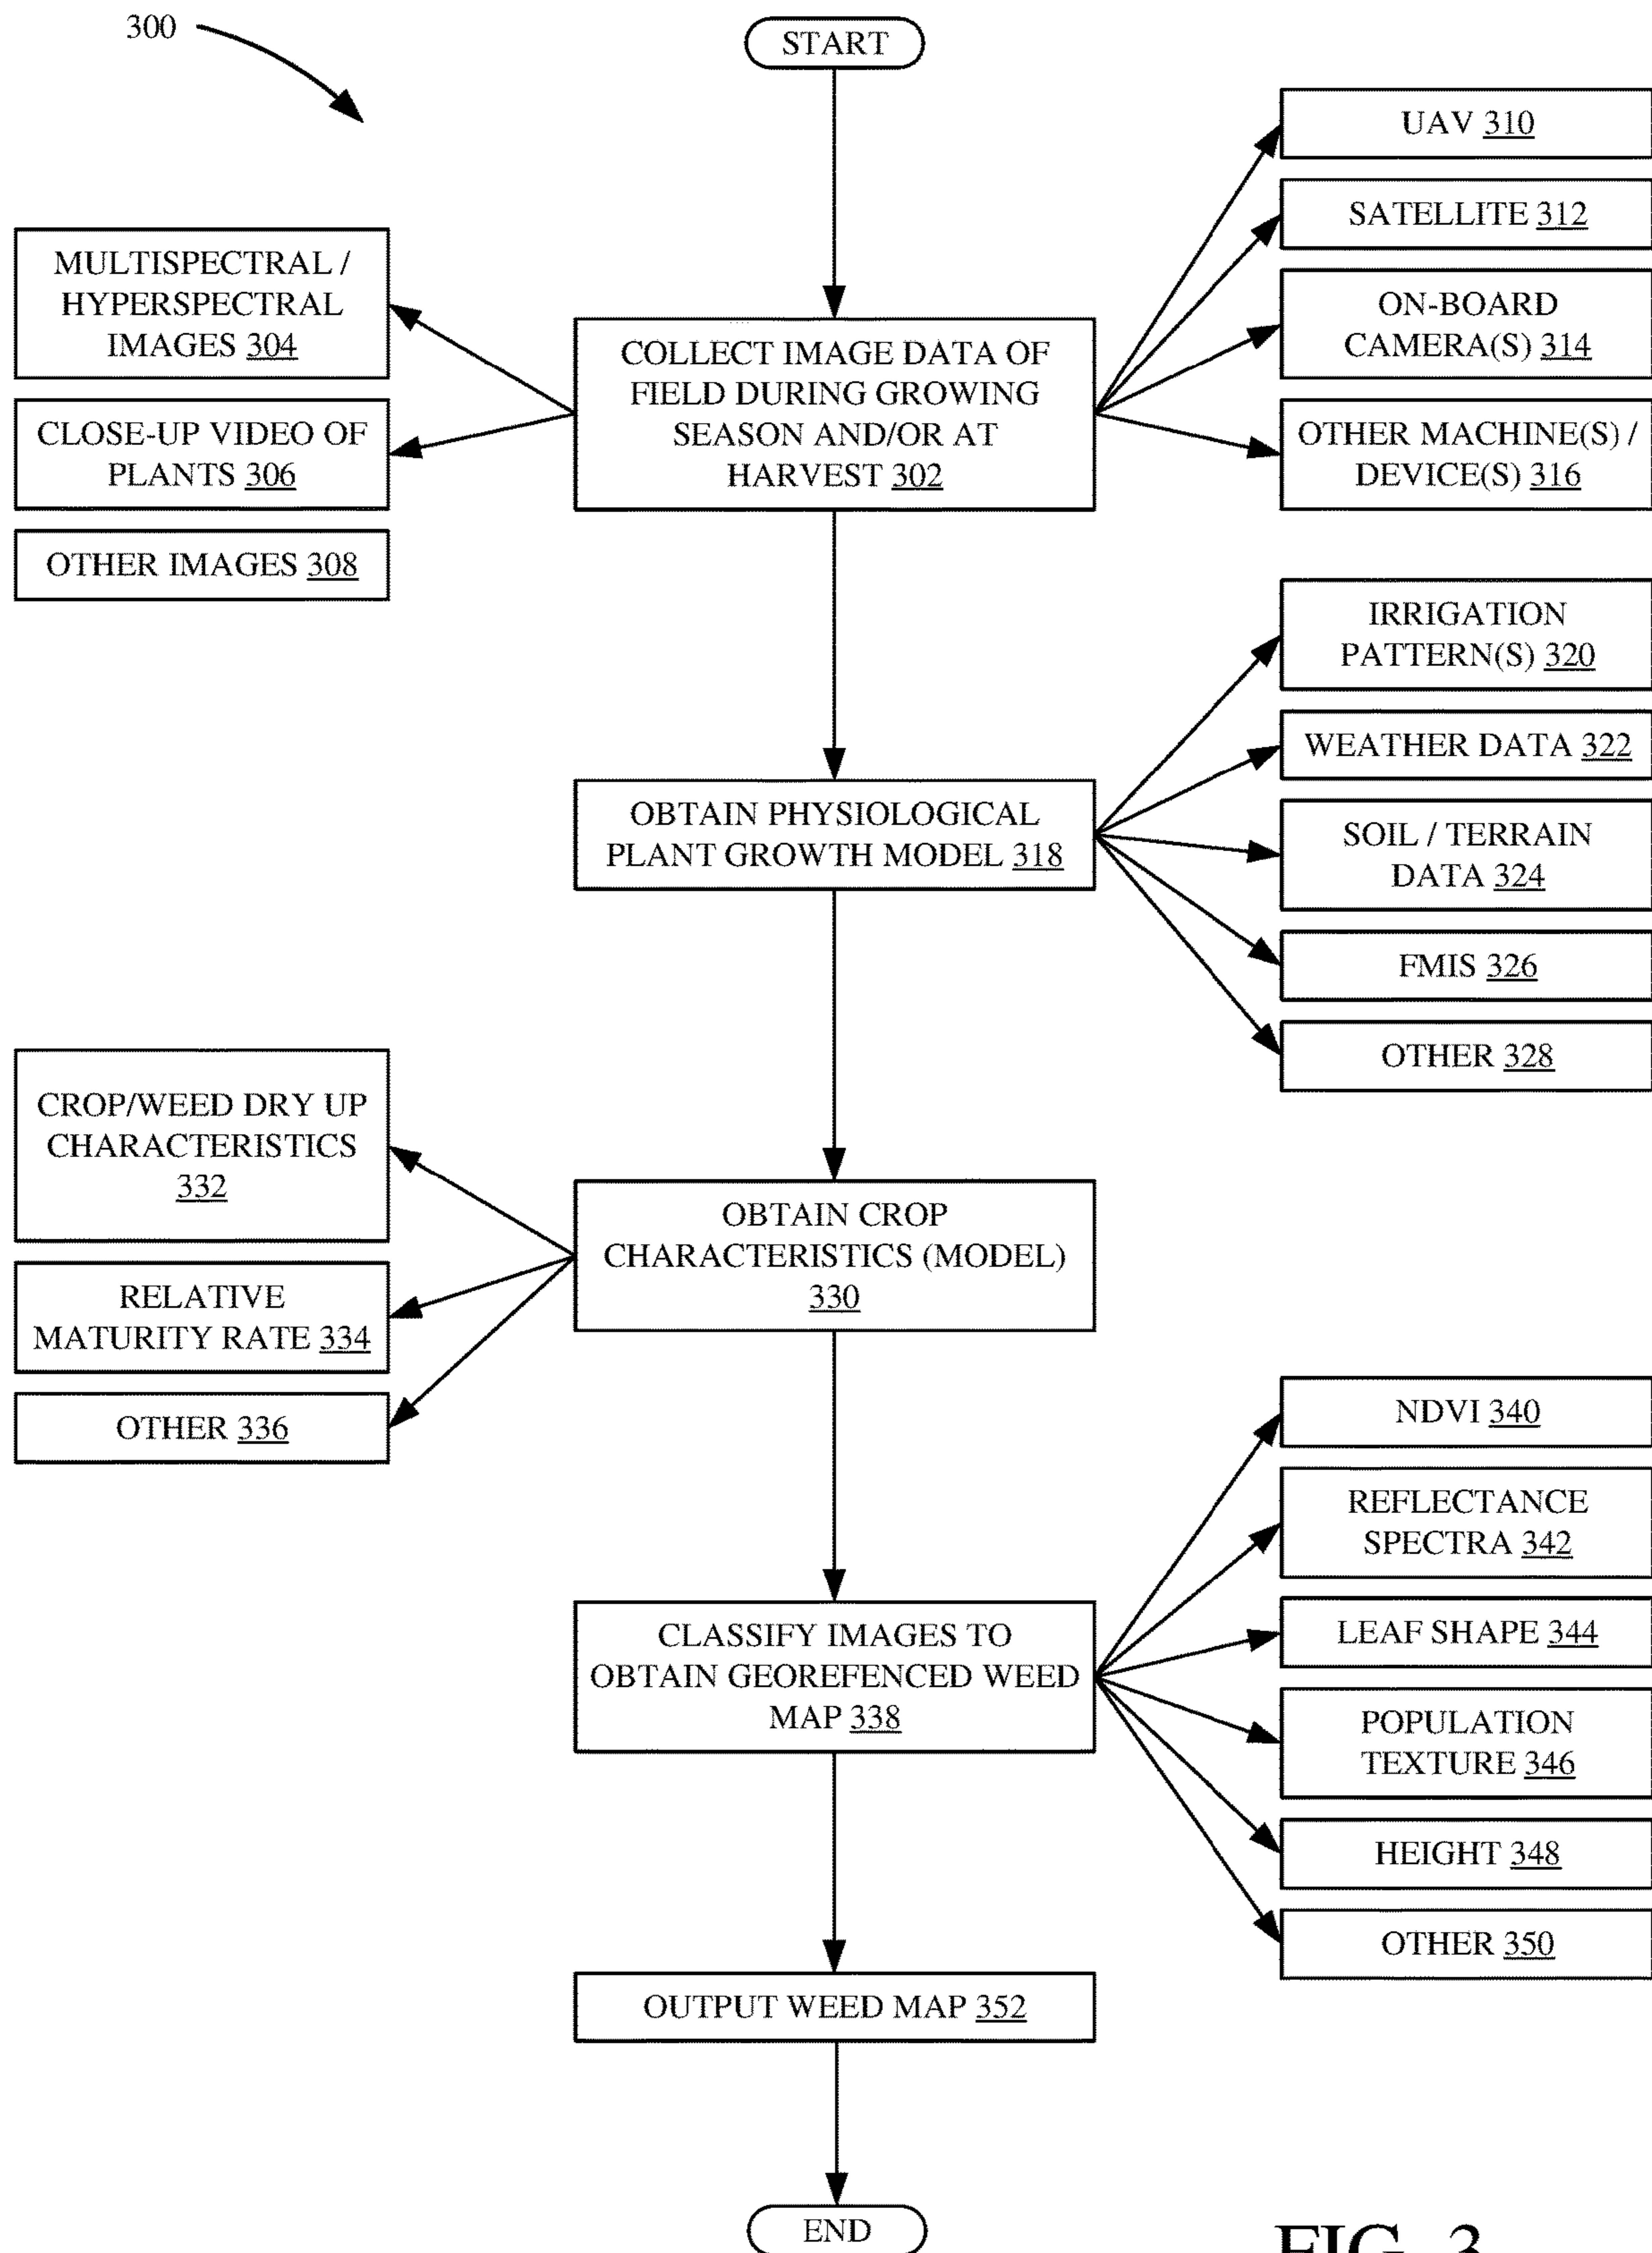 300
START
UAV 310
SATELLITE 312
ON-BOARD
CAMERA(S) 314
OTHER MACHINE(S) /
DEVICE(S) 316
MULTISPECTRAL /
HYPERSPECTRAL
IMAGES 304
CLOSE-UP VIDEO OF
PLANTS 306
OTHER IMAGES 308
COLLECT IMAGE DATA OF
FIELD DURING GROWING
SEASON AND/OR AT
HARVEST 302
IRRIGATION
PATTERN(S) 320
WEATHER DATA 322
SOIL / TERRAIN
DATA 324
FMIS 326
OTHER 328
OBTAIN PHYSIOLOGICAL
PLANT GROWTH MODEL 318
CROP/WEED DRY UP
CHARACTERISTICS
332
RELATIVE
MATURITY RATE 334
OTHER 336
OBTAIN CROP
CHARACTERISTICS (MODEL)
330
NDVI 340
REFLECTANCE
SPECTRA 342
LEAF SHAPE 344
POPULATION
TEXTURE 346
HEIGHT 348
OTHER 350
CLASSIFY IMAGES TO
OBTAIN GEOREFENCED WEED
MAP 338
OUTPUT WEED MAP 352
END
FIG. 3